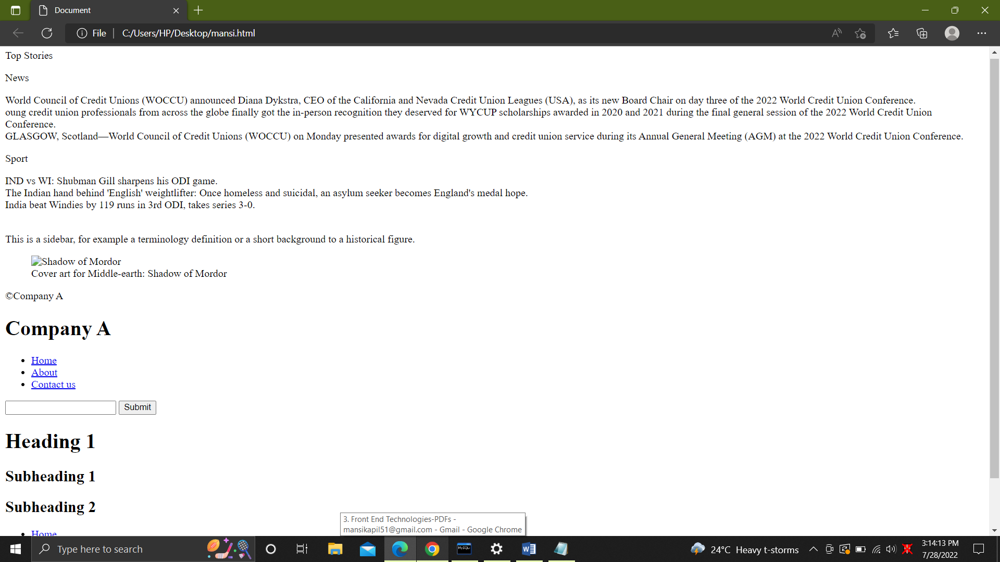 Document
File
C:/Users/HP/Desktop/mansi.html
Top Stories
News
World Council of Credit Unions (WOCCU) announced Diana Dykstra, CEO of the California and Nevada Credit Union Leagues (USA), as its new Board Chair on day three of the 2022 World Credit Union Conference.
oung credit union professionals from across the globe finally got the in-person recognition they deserved for WYCUP scholarships awarded in 2020 and 2021 during the final general session of the 2022 World Credit Union
Conference.
GLASGOW, Scotland—World Council of Credit Unions (WOCCU) on Monday presented awards for digital growth and credit union service during its Annual General Meeting (AGM) at the 2022 World Credit Union Conference.
Sport
IND vs WI: Shubman Gill sharpens his ODI game.
The Indian hand behind 'English' weightlifter: Once homeless and suicidal, an asylum seeker becomes England's medal hope.
India beat Windies by 119 runs in 3rd ODI, takes series 3-0.
This is a sidebar, for example a terminology definition or a short background to a historical figure.
Shadow of Mordor
Cover art for Middle-earth: Shadow of Mordor
©Company A
Company A
Home
About
Contact us
Submit
Heading 1
Subheading 1
Subheading 2
Home
3. Front End Technologies-PDFs -
mansikapil51@gmail.com - Gmail - Google Chrome
Type here to search
MySQL
24°C Heavy t-storms
3:14:13 PM
7/28/2022